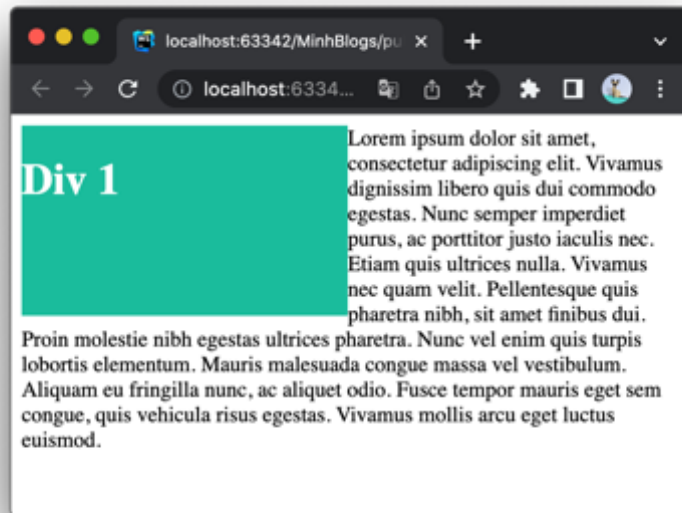 localhost:63342/MinhBlogs/pu
localhost:6334...
Div 1
Lorem ipsum dolor sit amet,
consectetur adipiscing elit. Vivamus
dignissim libero quis dui commodo
egestas. Nunc semper imperdiet
purus, ac porttitor justo iaculis nec.
Etiam quis ultrices nulla. Vivamus
nec quam velit. Pellentesque quis
pharetra nibh, sit amet finibus dui.
Proin molestie nibh egestas ultrices pharetra. Nunc vel enim quis turpis
lobortis elementum. Mauris malesuada congue massa vel vestibulum.
Aliquam eu fringilla nunc, ac aliquet odio. Fusce tempor mauris eget sem
congue, quis vehicula risus egestas. Vivamus mollis arcu eget luctus
euismod.